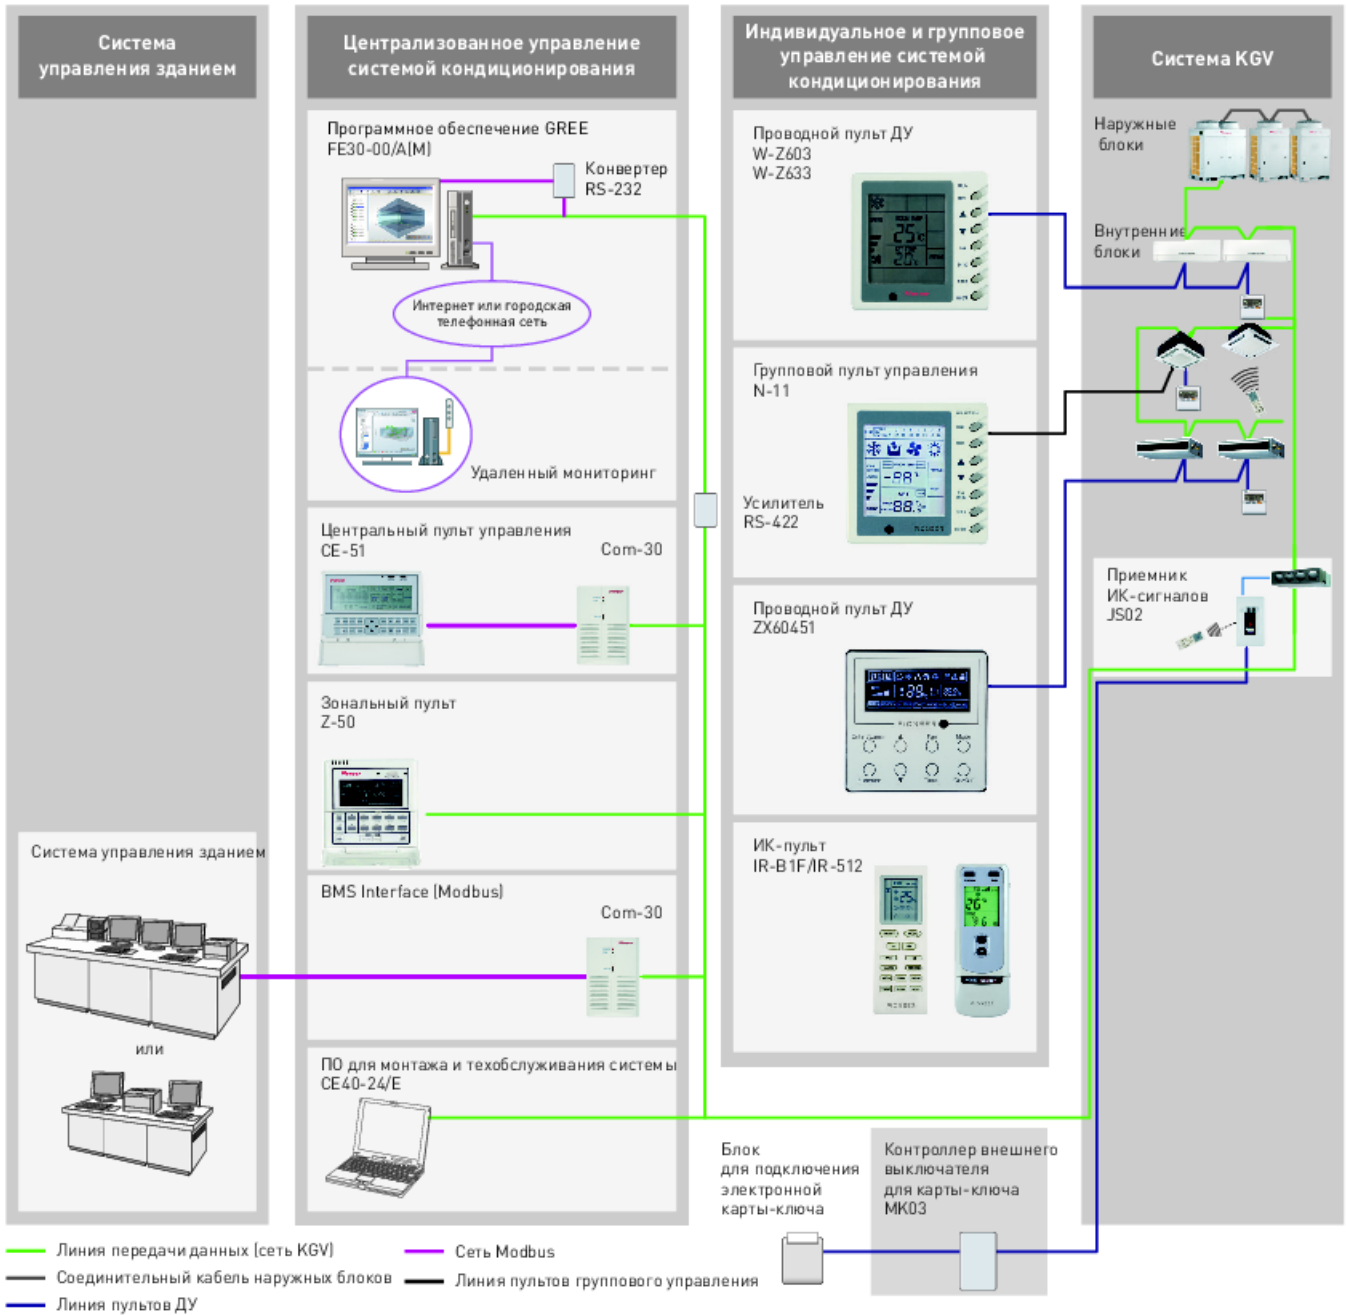 Система
управления зданием
Централизованное управление
системой кондиционирования
Индивидуальное и групповое
управление системой
кондиционирования
Система KGV
Программное обеспечение GREE
FE30-00/A(M)
Конвертер
RS-232
Интернет или городская
телефонная сеть
Удаленный мониторинг
Центральный пульт управления
CE-51
Com-30
Зональный пульт
Z-50
Система управления зданием
или
BMS Interface (Modbus)
Com-30
ПО для монтажа и техобслуживания системы
CE40-24/E
Проводной пульт ДУ
W-Z603
W-Z633
Групповой пульт управления
N-11
Усилитель
RS-422
Проводной пульт ДУ
ZX60451
PIONEER
ИК-пульт
IR-B1F/IR-512
Наружные
блоки
Внутренние
блоки
Приемник
ИК-сигналов
JS02
Блок
для подключения
электронной
карты-ключа
Контроллер внешнего
выключателя
для карты-ключа
MK03
Линия передачи данных (сеть KGV)
Соединительный кабель наружных блоков
Линия пультов ДУ
Сеть Modbus
Линия пультов группового управления